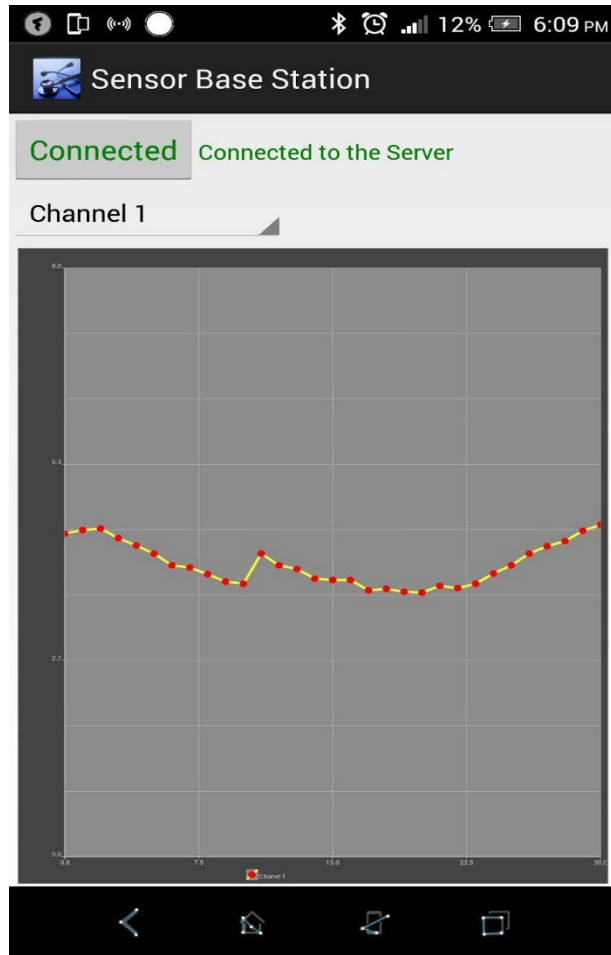 12% 6:09 PM
Sensor Base Station
Connected Connected to the Server
Channel 1
8.0
5.3
2.7
0.0
0.0 7.5 15.0 22.5 30.0
Chanel 1